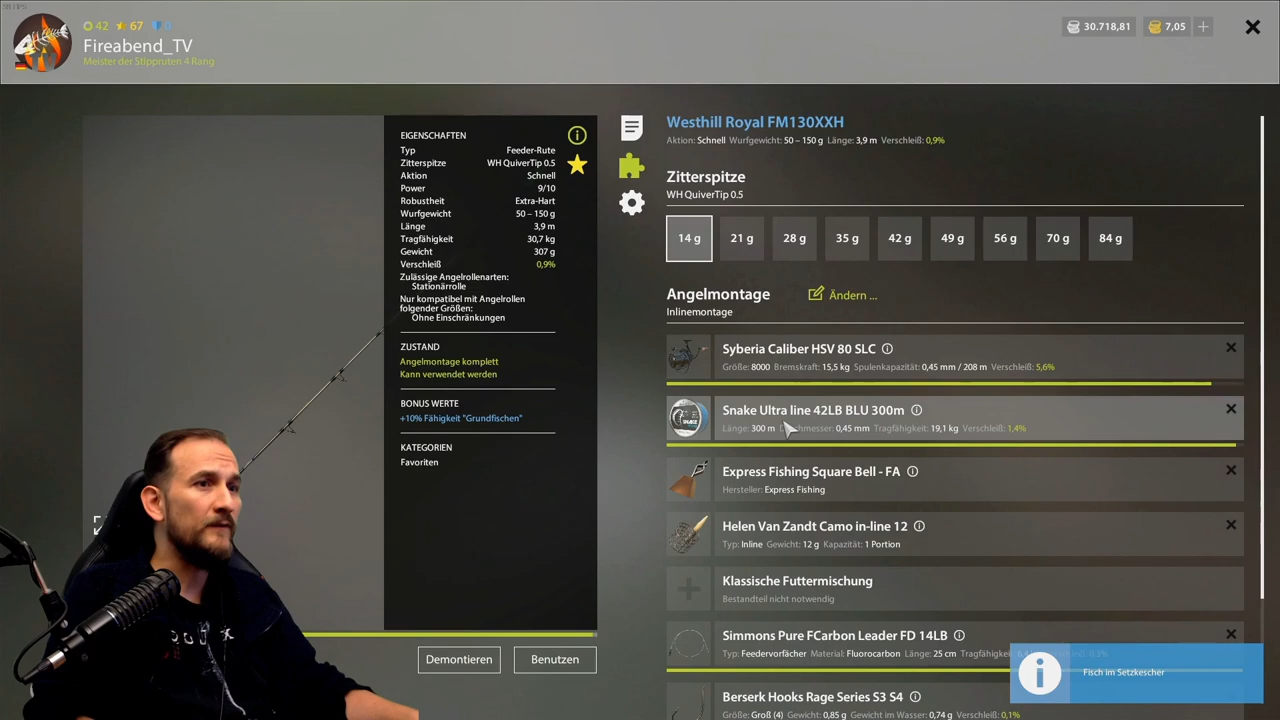 42 67 0
Fireabend_TV
Meister der Stippruten 4 Rang
30.718,81 7,05
EIGENSCHAFTEN
Typ Feeder-Rute
Zitterspitze WH QuiverTip 0.5
Aktion Schnell
Power 9/10
Robustheit Extra-Hart
Wurfgewicht 50 – 150 g
Länge 3,9 m
Tragfähigkeit 30,7 kg
Gewicht 307 g
Verschleiß 0,9%
Zulässige Angelrollenarten:
Stationärrolle
Nur kompatibel mit Angelrollen
folgender Größen:
Ohne Einschränkungen
ZUSTAND
Angelmontage komplett
Kann verwendet werden
BONUS WERTE
+10% Fähigkeit "Grundfischen"
KATEGORIEN
Favoriten
Demontieren Benutzen
Westhill Royal FM130XXH
Aktion: Schnell Wurfgewicht: 50 – 150 g Länge: 3,9 m Verschleiß: 0,9%
Zitterspitze
WH QuiverTip 0.5
14 g 21 g 28 g 35 g 42 g 49 g 56 g 70 g 84 g
Angelmontage Ändern ...
Inlinemontage
Syberia Caliber HSV 80 SLC
Größe: 8000 Bremskraft: 15,5 kg Spulenkapazität: 0,45 mm / 208 m Verschleiß: 5,6%
Snake Ultra line 42LB BLU 300m
Länge: 300 m 0,45 mm Tragfähigkeit: 19,1 kg Verschleiß: 1,4%
Express Fishing Square Bell - FA
Hersteller: Express Fishing
Helen Van Zandt Camo in-line 12
Typ: Inline Gewicht: 12 g Kapazität: 1 Portion
Klassische Futtermischung
Bestandteil nicht notwendig
Simmons Pure FCarbon Leader FD 14LB
Typ: Feedervorfächer Material: Fluorocarbon Länge: 25 cm
Berserk Hooks Rage Series S3 S4
Größe: Groß (4) Gewicht: 0,85 g Gewicht im Wasser: 0,74 g Verschleiß: 0,1%
Fisch im Setzkescher